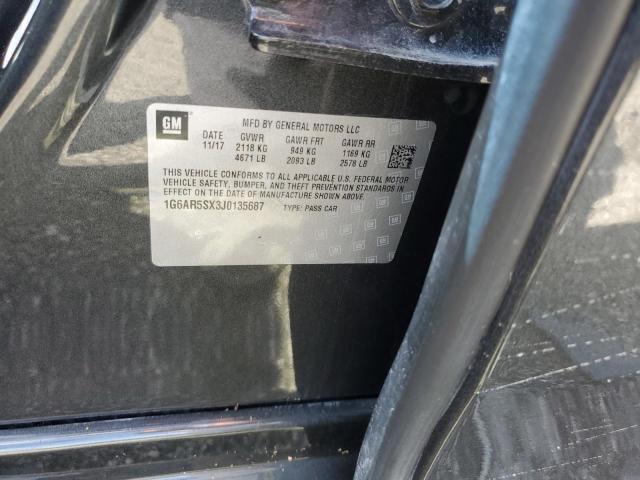 GM
MFD BY GENERAL MOTORS LLC
DATE GVWR GAWR FRT GAWR RR
11/17 2118 KG 949 KG 1169 KG
4671 LB 2093 LB 2578 LB
THIS VEHICLE CONFORMS TO ALL APPLICABLE U.S. FEDERAL MOTOR
VEHICLE SAFETY, BUMPER, AND THEFT PREVENTION STANDARDS IN
EFFECT ON THE DATE OF MANUFACTURE SHOWN ABOVE.
1G6AR5SX3J0135687 TYPE: PASS CAR